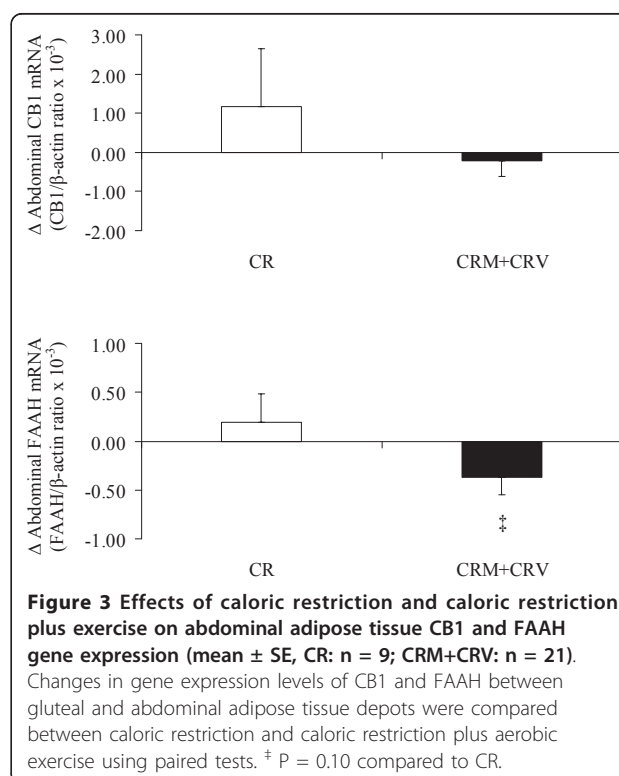 Δ Abdominal CB1 mRNA
(CB1/β-actin ratio x 10⁻³)
3.00
2.00
1.00
0.00
-1.00
-2.00
CR
CRM+CRV
Δ Abdominal FAAH mRNA
(FAAH/β-actin ratio x 10⁻³)
1.00
0.50
0.00
-0.50
-1.00
‡
CR
CRM+CRV
Figure 3 Effects of caloric restriction and caloric restriction
plus exercise on abdominal adipose tissue CB1 and FAAH
gene expression (mean ± SE, CR: n = 9; CRM+CRV: n = 21).
Changes in gene expression levels of CB1 and FAAH between
gluteal and abdominal adipose tissue depots were compared
between caloric restriction and caloric restriction plus aerobic
exercise using paired tests. ‡ P = 0.10 compared to CR.